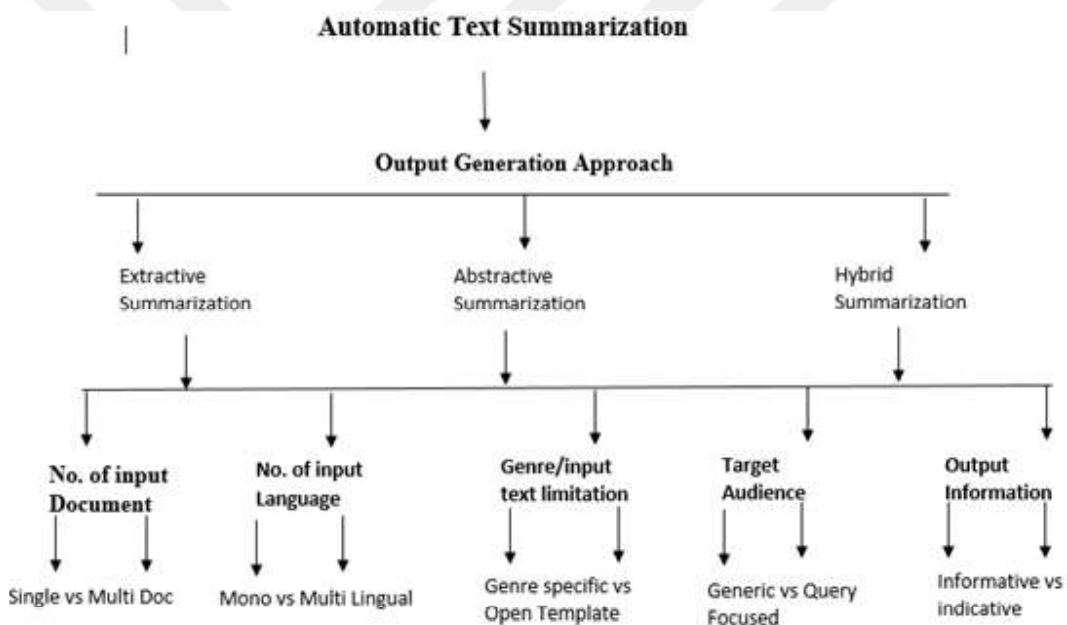 Automatic Text Summarization
Output Generation Approach
Extractive
Summarization
Abstractive
Summarization
Hybrid
Summarization
No. of input
Document
No. of input
Language
Genre/input
text limitation
Target
Audience
Output
Information
Single vs Multi Doc
Mono vs Multi Lingual
Genre specific vs
Open Template
Generic vs Query
Focused
Informative vs
indicative